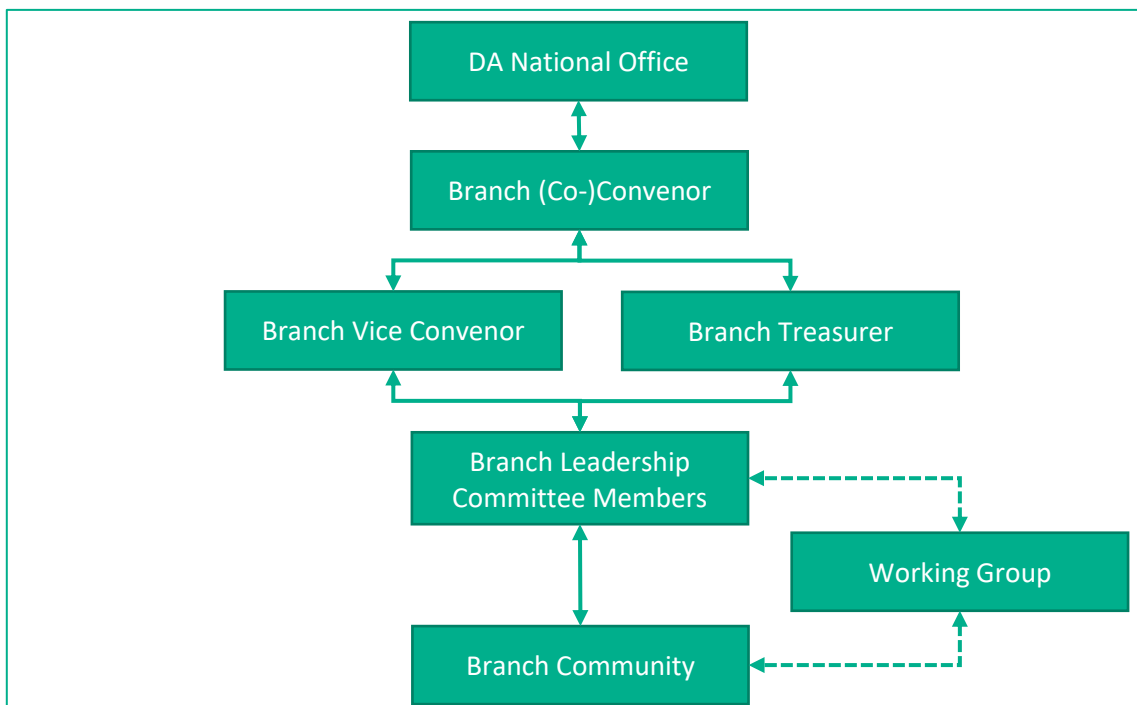 DA National Office
Branch (Co-)Convenor
Branch Vice Convenor
Branch Treasurer
Branch Leadership
Committee Members
Working Group
Branch Community